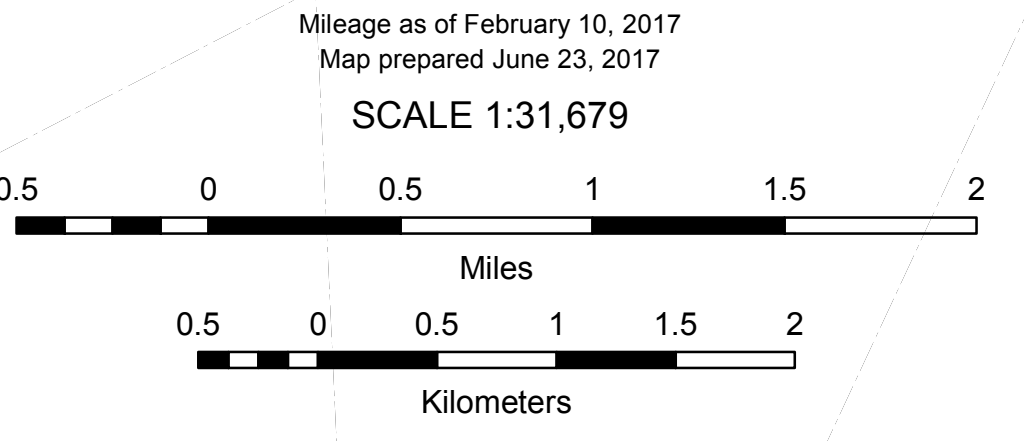 Mileage as of February 10, 2017
Map prepared June 23, 2017
SCALE 1:31,679
0.5 0 0.5 1 1.5 2
Miles
0.5 0 0.5 1 1.5 2
Kilometers